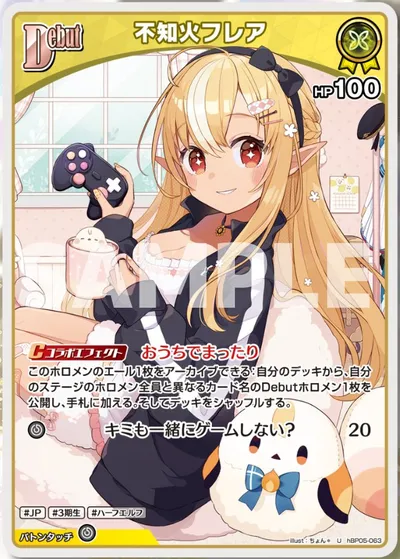 Debut
不知火フレア
HP 100
SAMPLE
Cコラボエフェクト おうちでまったり
このホロメンのエール1枚をアーカイブできる:自分のデッキから、自分
のステージのホロメン全員と異なるカード名のDebutホロメン1枚を
公開し、手札に加える。そしてデッキをシャッフルする。
キミも一緒にゲームしない? 20
#JP #3期生 #ハーフエルフ
バトンタッチ
illust:ちょん* U hBP05-063